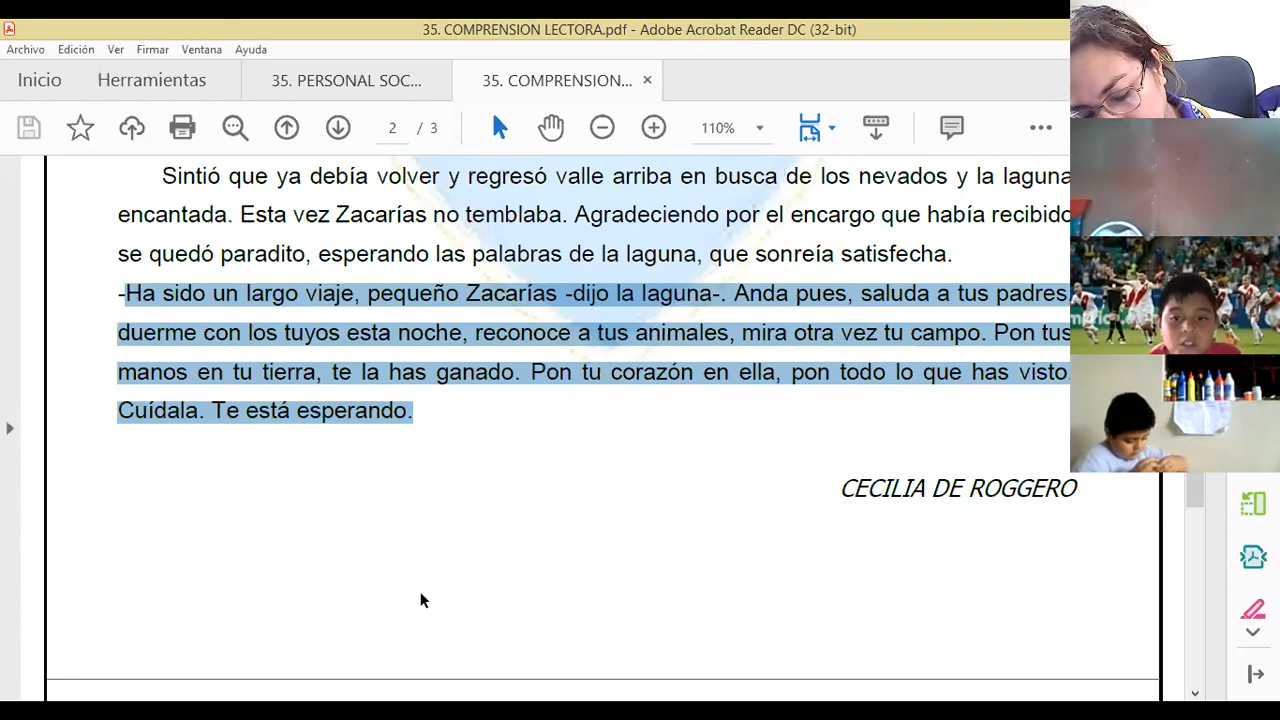 35. COMPRENSION LECTORA.pdf - Adobe Acrobat Reader DC (32-bit)
Archivo Edición Ver Firmar Ventana Ayuda
Inicio Herramientas 35. PERSONAL SOC... 35. COMPRENSION... ×
2 / 3 110%
Sintió que ya debía volver y regresó valle arriba en busca de los nevados y la laguna
encantada. Esta vez Zacarías no temblaba. Agradeciendo por el encargo que había recibido
se quedó paradito, esperando las palabras de la laguna, que sonreía satisfecha.
-Ha sido un largo viaje, pequeño Zacarías -dijo la laguna-. Anda pues, saluda a tus padres,
duerme con los tuyos esta noche, reconoce a tus animales, mira otra vez tu campo. Pon tus
manos en tu tierra, te la has ganado. Pon tu corazón en ella, pon todo lo que has visto.
Cuídala. Te está esperando.
CECILIA DE ROGGERO